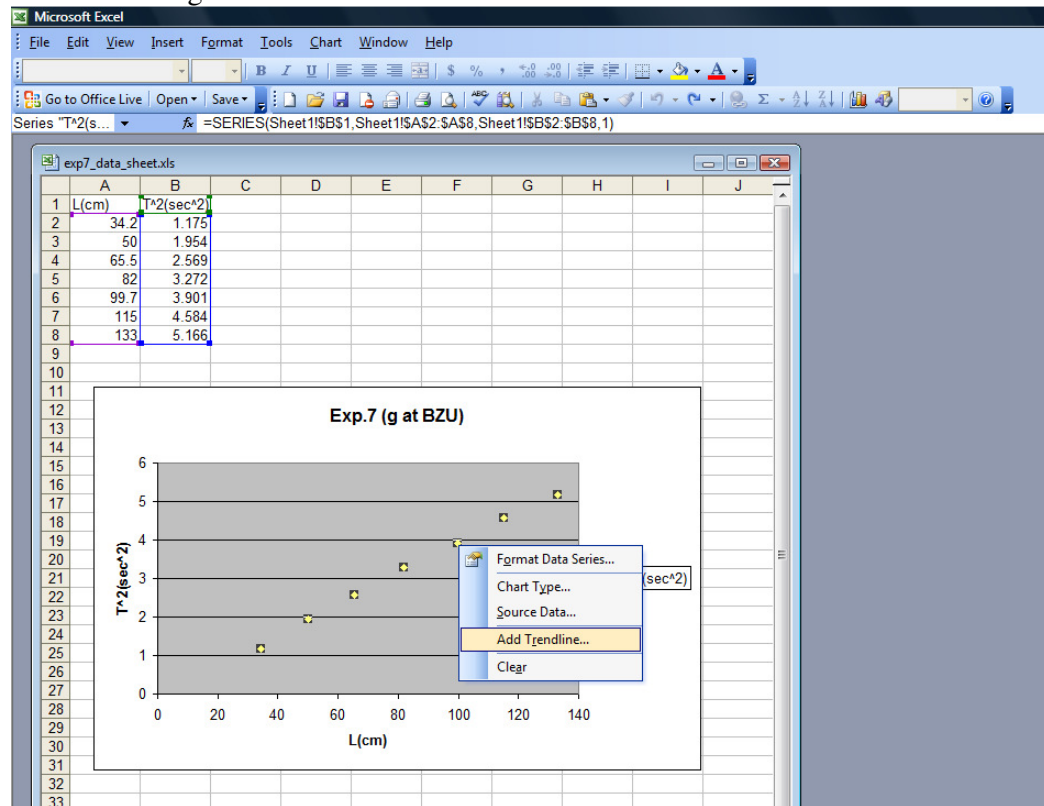 Microsoft Excel
File Edit View Insert Format Tools Chart Window Help
B I U $ % , .00 .00 A
Go to Office Live Open Save ABC Σ
Series "T^2(s... fx =SERIES(Sheet1!$B$1,Sheet1!$A$2:$A$8,Sheet1!$B$2:$B$8,1)
exp7_data_sheet.xls
A B C D E F G H I J
1 L(cm) T^2(sec^2)
2 34.2 1.175
3 50 1.954
4 65.5 2.569
5 82 3.272
6 99.7 3.901
7 115 4.584
8 133 5.166
9
10
11
12
13
14
15
16
17
18
19
20
21
22
23
24
25
26
27
28
29
30
31
32
33
Exp.7 (g at BZU)
T^2(sec^2)
6
5
4
3
2
1
0
0 20 40 60 80 100 120 140
L(cm)
(sec^2)
Format Data Series...
Chart Type...
Source Data...
Add Trendline...
Clear